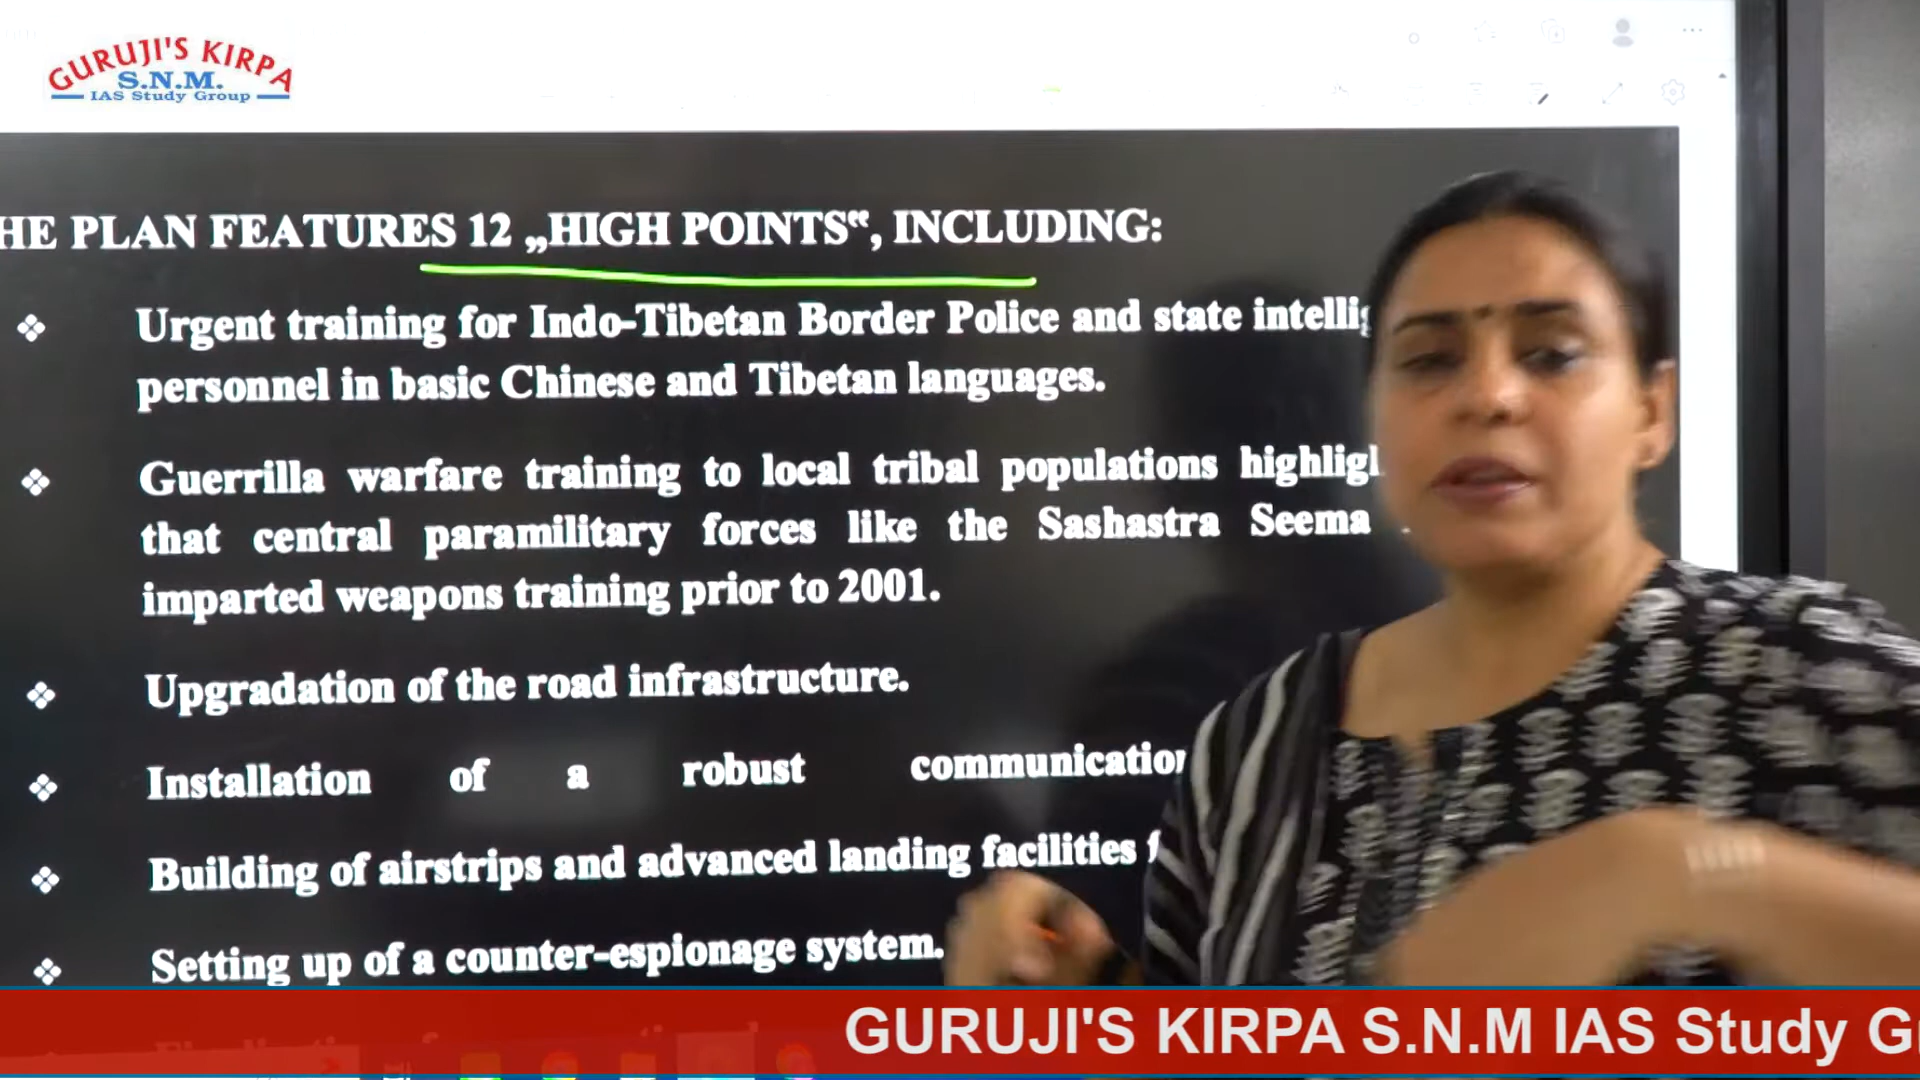 GURUJI'S KIRPA
S.N.M.
IAS Study Group
HE PLAN FEATURES 12 „HIGH POINTS“, INCLUDING:
❖ Urgent training for Indo-Tibetan Border Police and state intellig
personnel in basic Chinese and Tibetan languages.
❖ Guerrilla warfare training to local tribal populations highligh
that central paramilitary forces like the Sashastra Seema
imparted weapons training prior to 2001.
❖ Upgradation of the road infrastructure.
❖ Installation of a robust communication
❖ Building of airstrips and advanced landing facilities f
❖ Setting up of a counter-espionage system.
GURUJI'S KIRPA S.N.M IAS Study G